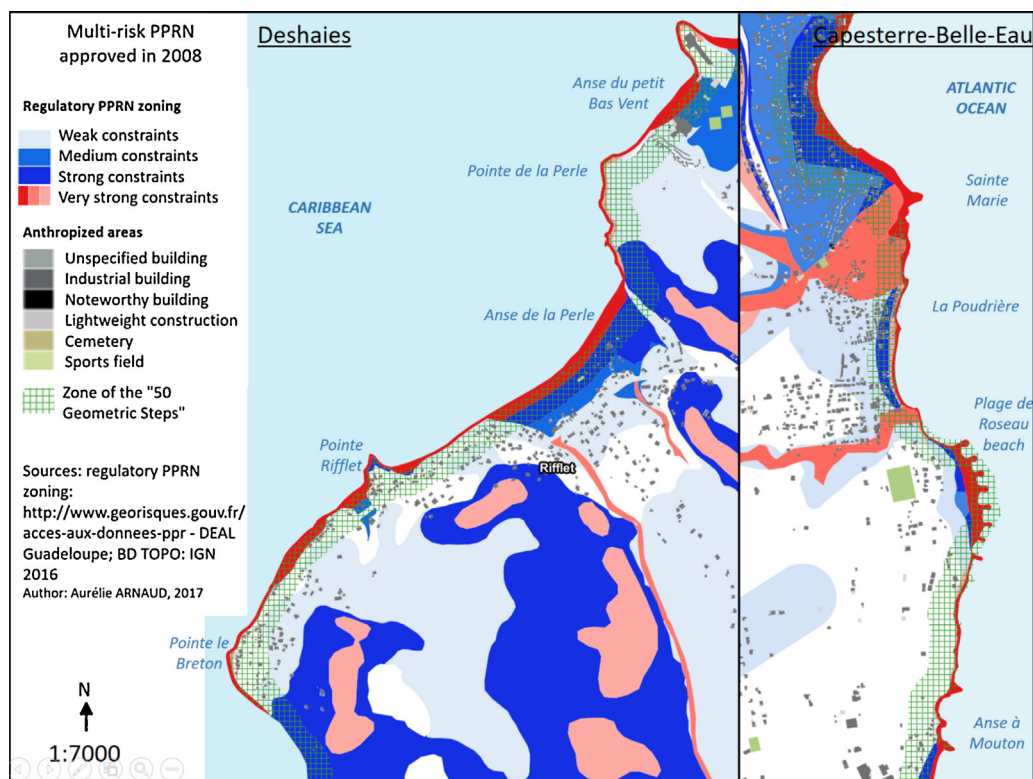 Multi-risk PPRN
approved in 2008
Regulatory PPRN zoning
Weak constraints
Medium constraints
Strong constraints
Very strong constraints
Anthropized areas
Unspecified building
Industrial building
Noteworthy building
Lightweight construction
Cemetery
Sports field
Zone of the "50
Geometric Steps"
Sources: regulatory PPRN
zoning:
http://www.georisques.gouv.fr/
acces-aux-donnees-ppr - DEAL
Guadeloupe; BD TOPO: IGN
2016
Author: Aurélie ARNAUD, 2017
N
1:7000
Deshaies
Anse du petit
Bas Vent
Pointe de la Perle
CARIBBEAN
SEA
Anse de la Perle
Pointe
Rifflet
Rifflet
Pointe le
Breton
Capesterre-Belle-Eau
ATLANTIC
OCEAN
Sainte
Marie
La Poudrière
Plage de
Roseau
beach
Anse à
Mouton